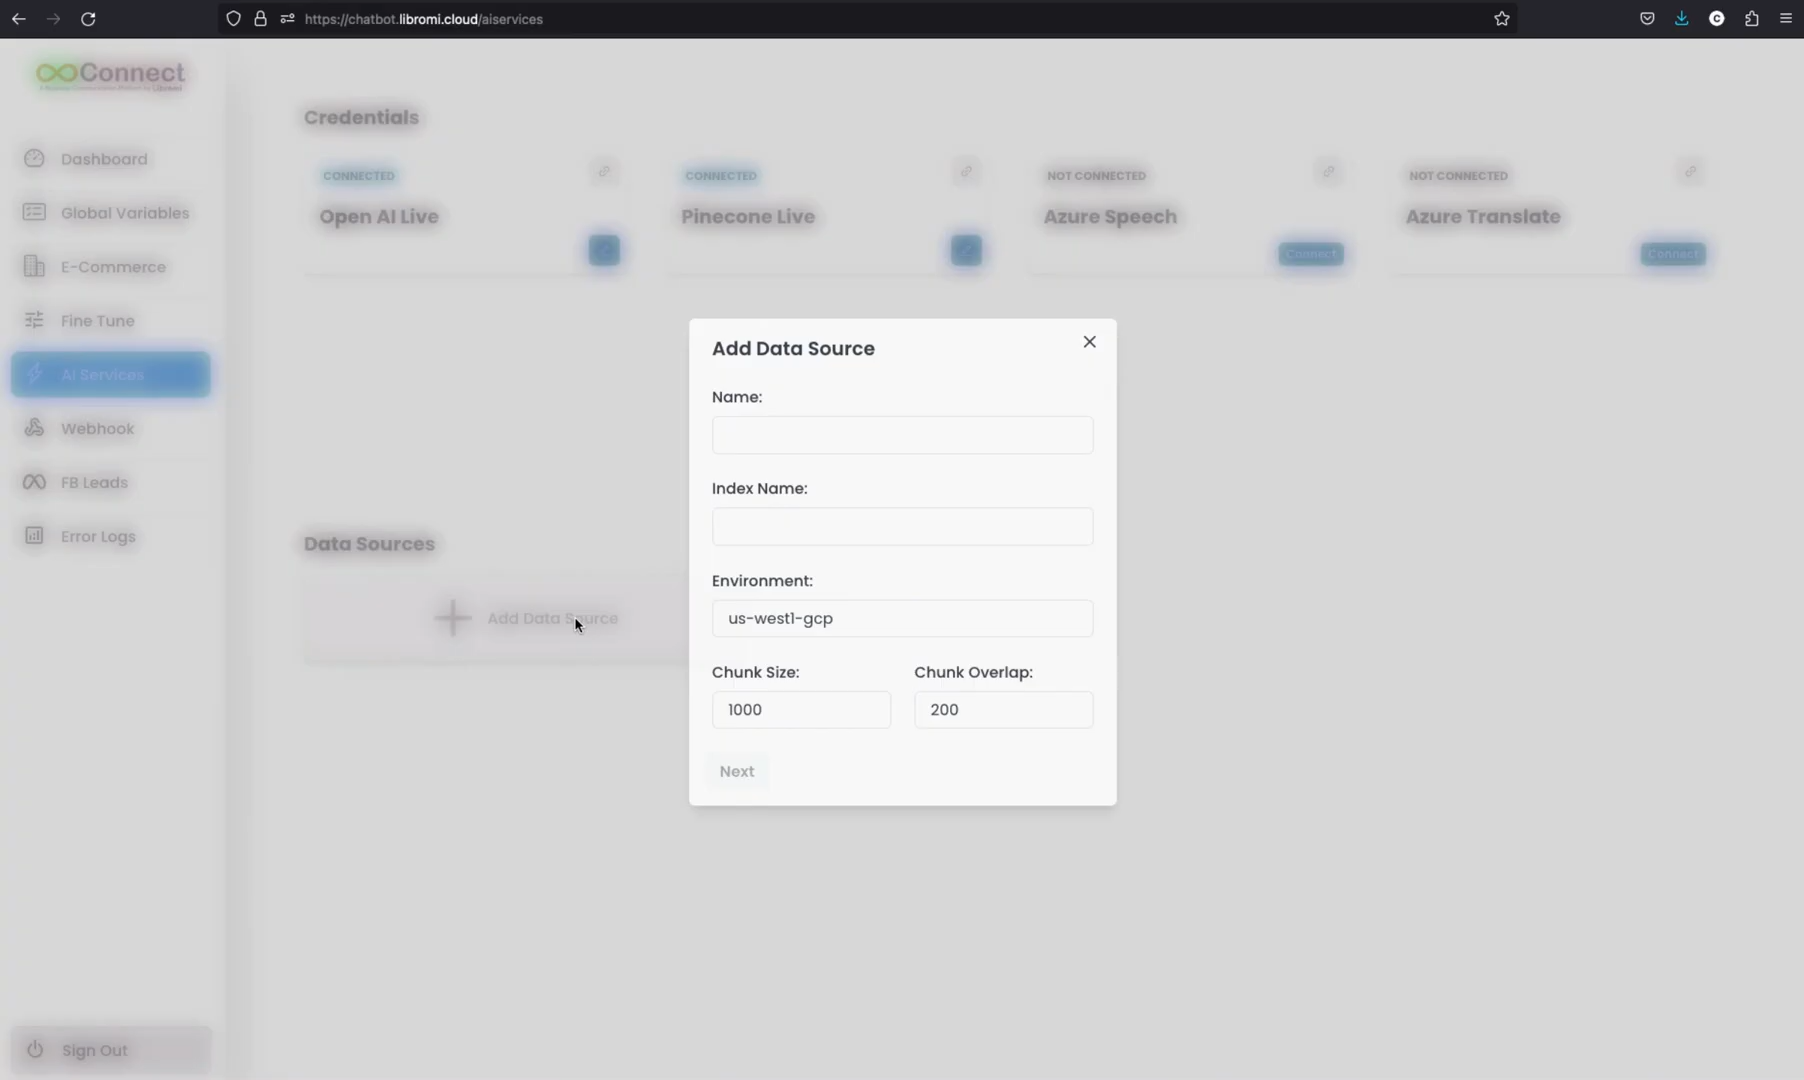 https://chatbot.libromi.cloud/aiservices
Connect
Dashboard
Global Variables
E-Commerce
Fine Tune
AI Services
Webhook
FB Leads
Error Logs
Sign Out
Credentials
CONNECTED
Open AI Live
CONNECTED
Pinecone Live
NOT CONNECTED
Azure Speech
Connect
NOT CONNECTED
Azure Translate
Connect
Data Sources
Add Data Source
Add Data Source
Name:
Index Name:
Environment:
us-west1-gcp
Chunk Size:
Chunk Overlap:
1000
200
Next